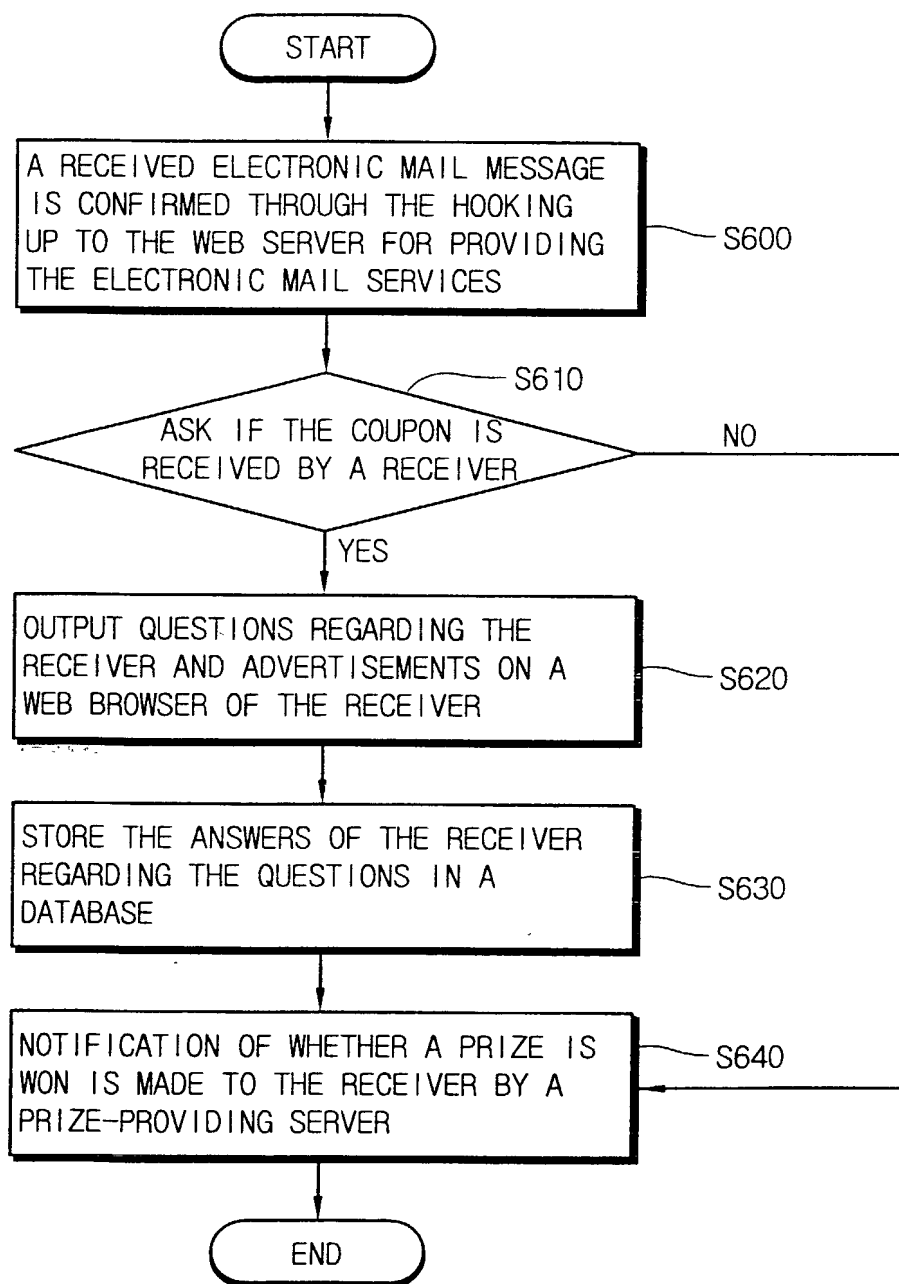 START
A RECEIVED ELECTRONIC MAIL MESSAGE
IS CONFIRMED THROUGH THE HOOKING
UP TO THE WEB SERVER FOR PROVIDING
THE ELECTRONIC MAIL SERVICES
S600
S610
ASK IF THE COUPON IS
RECEIVED BY A RECEIVER
NO
YES
OUTPUT QUESTIONS REGARDING THE
RECEIVER AND ADVERTISEMENTS ON A
WEB BROWSER OF THE RECEIVER
S620
STORE THE ANSWERS OF THE RECEIVER
REGARDING THE QUESTIONS IN A
DATABASE
S630
NOTIFICATION OF WHETHER A PRIZE IS
WON IS MADE TO THE RECEIVER BY A
PRIZE-PROVIDING SERVER
S640
END